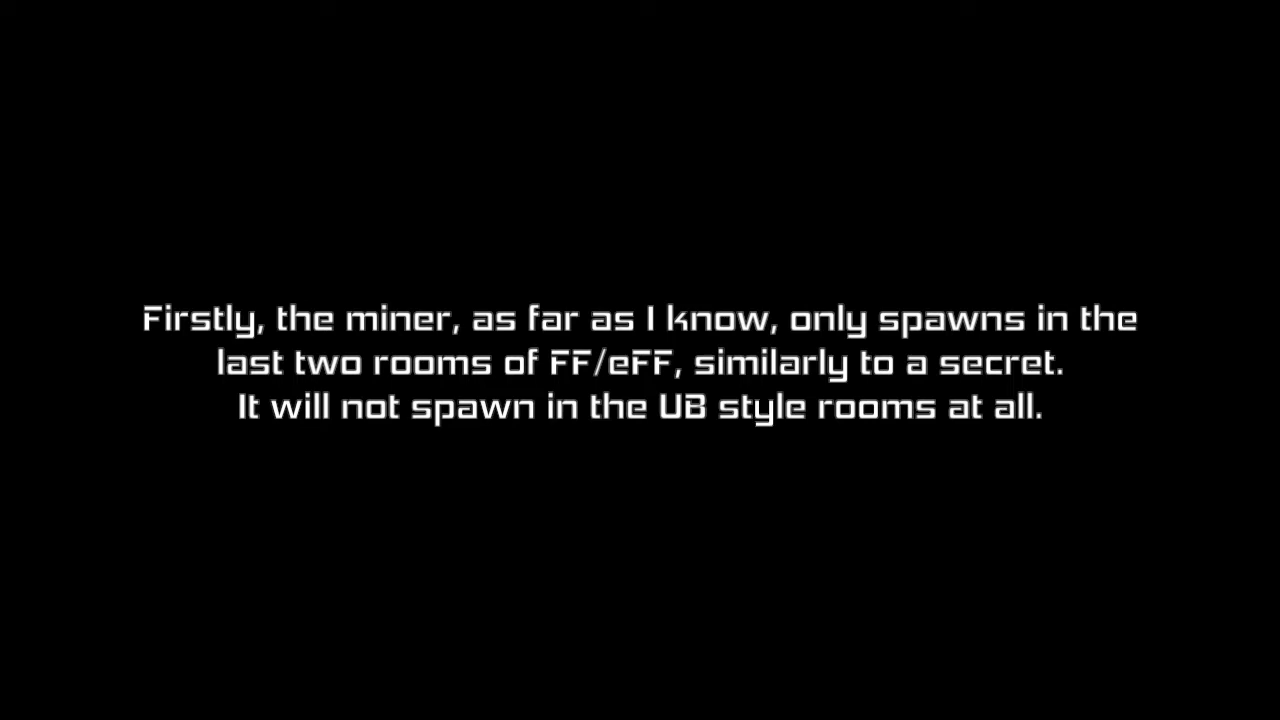 Firstly, the miner, as far as I know, only spawns in the
last two rooms of FF/eFF, similarly to a secret.
It will not spawn in the UB style rooms at all.